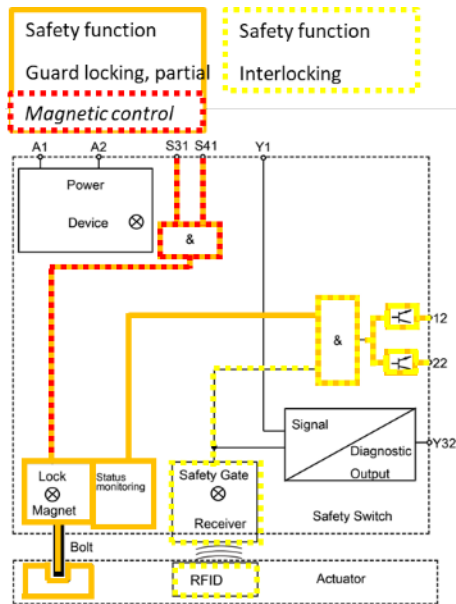 Safety function
Guard locking, partial
Magnetic control
Safety function
Interlocking
A1 A2 S31 S41 Y1
Power
Device
&
&
12
22
Signal
Diagnostic
Output
Y32
Lock
Magnet
Status
monitoring
Safety Gate
Receiver
Safety Switch
Bolt
RFID
Actuator